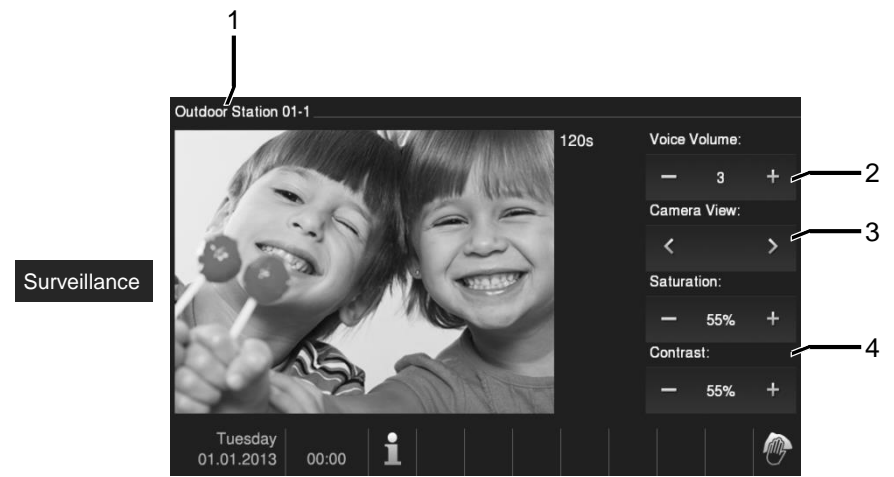 1
Outdoor Station 01-1
120s
Voice Volume:
− 3 +
2
Camera View:
< >
3
Surveillance
Saturation:
− 55% +
Contrast:
4
− 55% +
Tuesday
01.01.2013
00:00
i